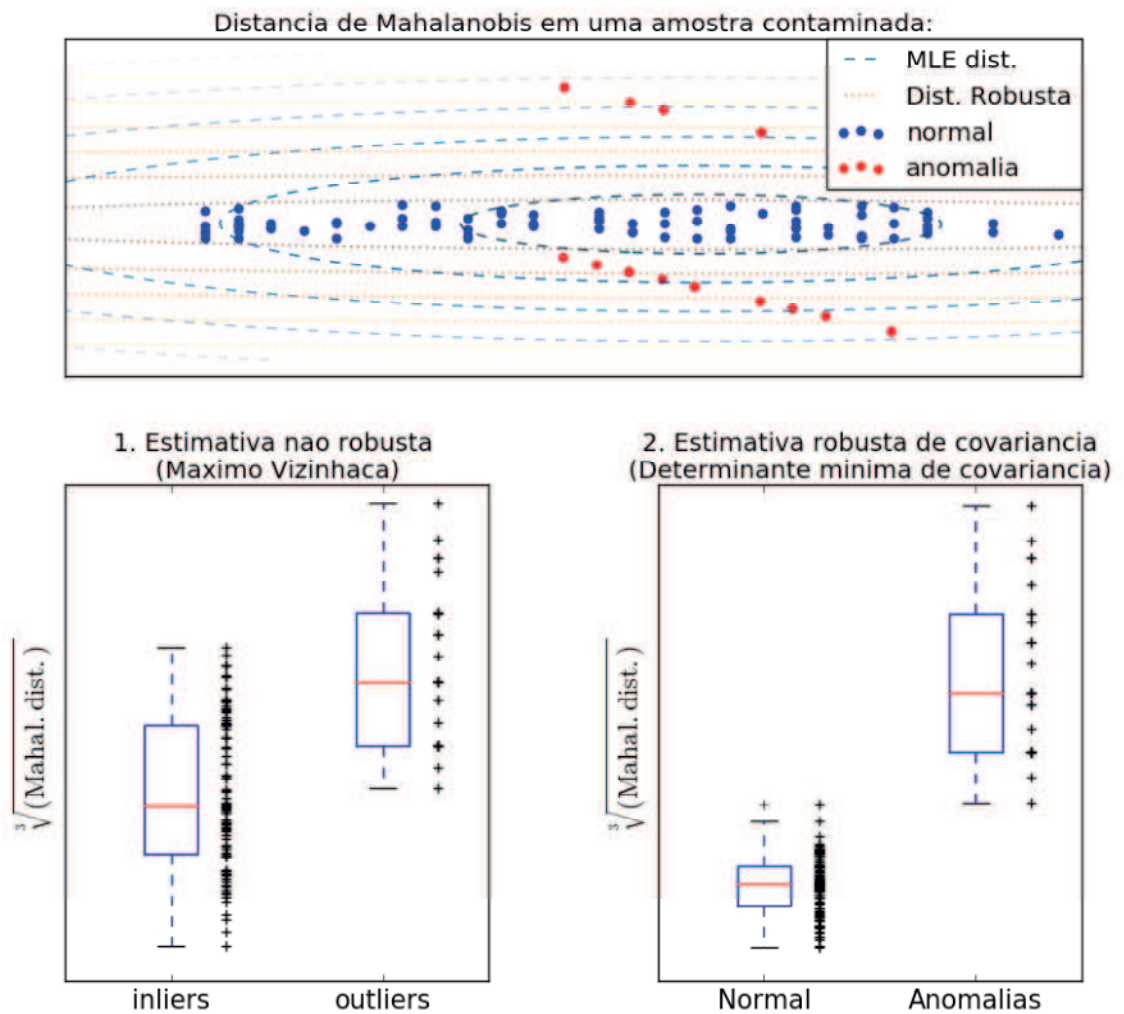 Distancia de Mahalanobis em uma amostra contaminada:
MLE dist.
Dist. Robusta
normal
anomalia
1. Estimativa nao robusta
(Maximo Vizinhaca)
∛(Mahal. dist.)
inliers outliers
2. Estimativa robusta de covariancia
(Determinante minima de covariancia)
∛(Mahal. dist.)
Normal Anomalias